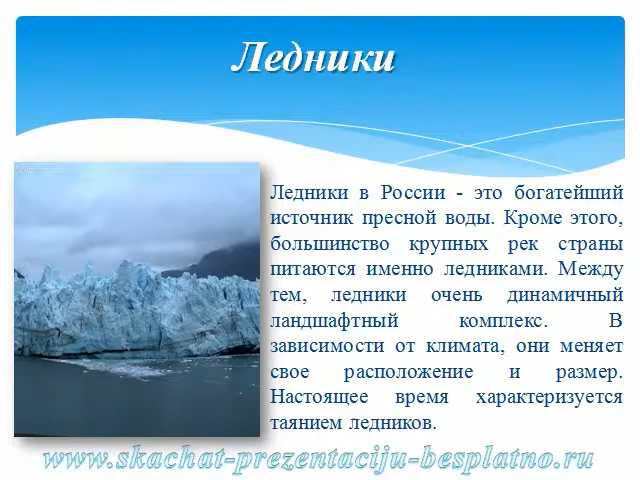 Ледники
Ледники в России - это богатейший
источник пресной воды. Кроме этого,
большинство крупных рек страны
питаются именно ледниками. Между
тем, ледники очень динамичный
ландшафтный комплекс. В
зависимости от климата, они меняет
свое расположение и размер.
Настоящее время характеризуется
таянием ледников.
www.skachat-prezentaciju-besplatno.ru